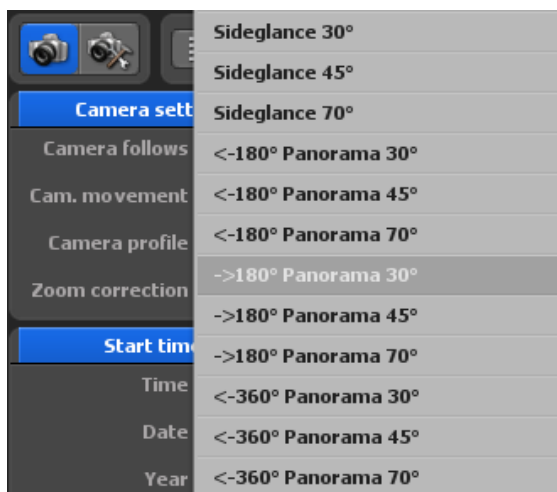 Camera sett
Camera follows
Cam. movement
Camera profile
Zoom correction
Start time
Time
Date
Year
Sideglance 30°
Sideglance 45°
Sideglance 70°
<-180° Panorama 30°
<-180° Panorama 45°
<-180° Panorama 70°
->180° Panorama 30°
->180° Panorama 45°
->180° Panorama 70°
<-360° Panorama 30°
<-360° Panorama 45°
<-360° Panorama 70°